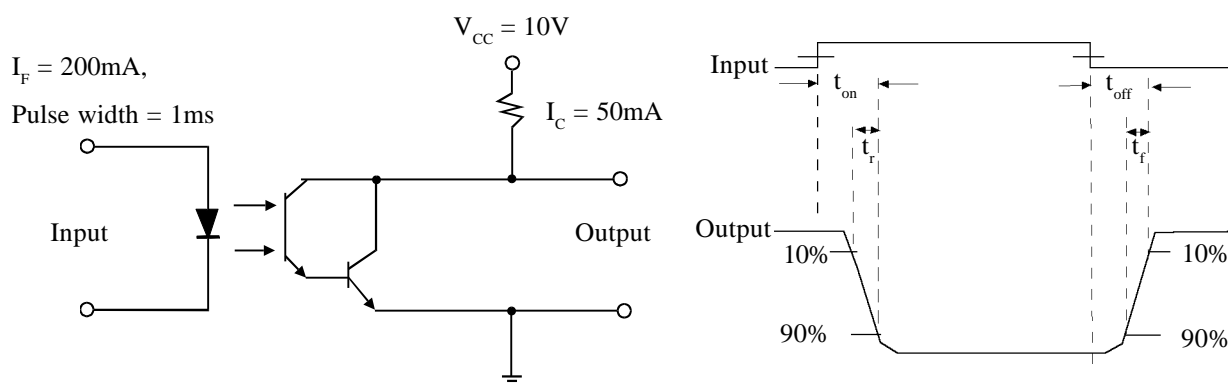 V_CC = 10V
I_F = 200mA,
Pulse width = 1ms
I_C = 50mA
Input
Output
Input
t_on
t_off
t_r
t_f
Output
10%
10%
90%
90%